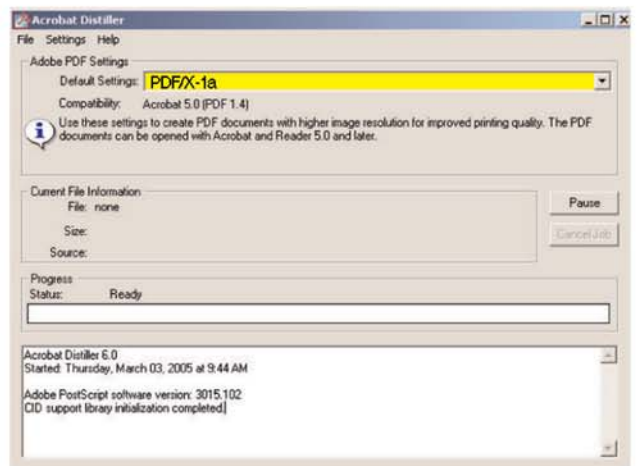 Acrobat Distiller
File Settings Help
Adobe PDF Settings
Default Settings: PDF/X-1a
Compatibility: Acrobat 5.0 (PDF 1.4)
Use these settings to create PDF documents with higher image resolution for improved printing quality. The PDF
documents can be opened with Acrobat and Reader 5.0 and later.
Current File Information
File: none
Pause
Size:
Cancel Job
Source:
Progress
Status: Ready
Acrobat Distiller 6.0
Started: Thursday, March 03, 2005 at 9:44 AM
Adobe PostScript software version: 3015.102
CID support library initialization completed.